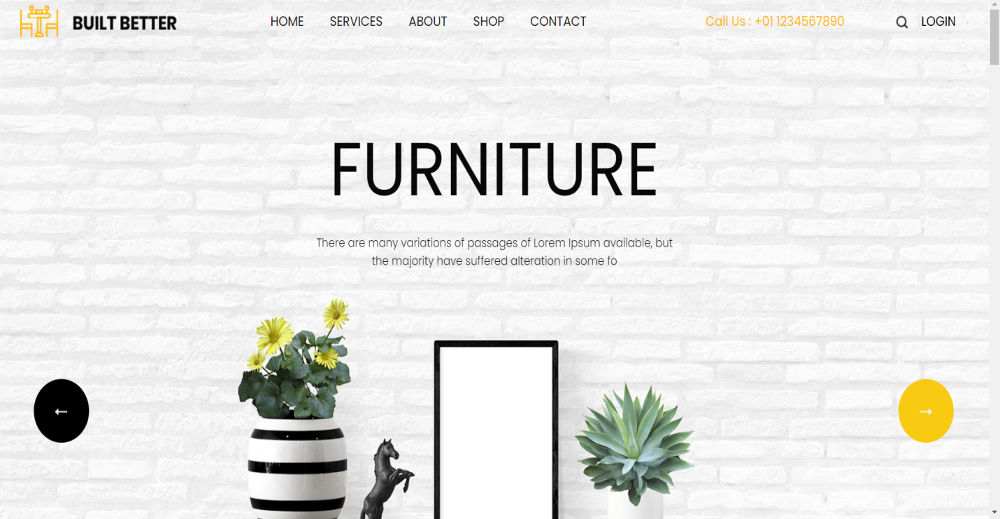 BUILT BETTER
HOME SERVICES ABOUT SHOP CONTACT
Call Us : +01 1234567890
LOGIN
FURNITURE
There are many variations of passages of Lorem Ipsum available, but
the majority have suffered alteration in some fo